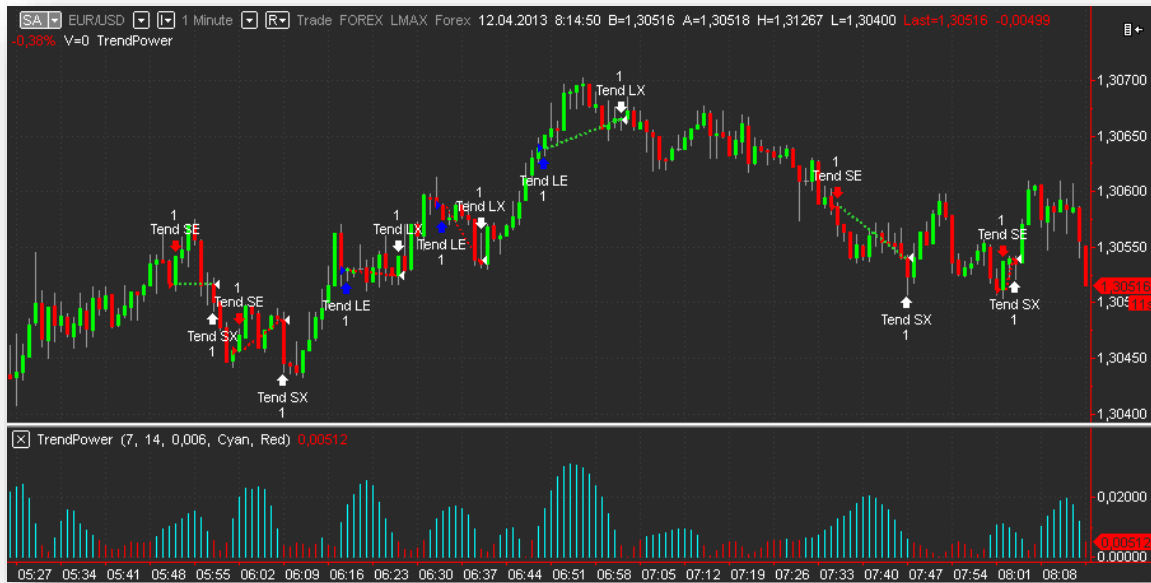 SA EUR/USD I 1 Minute R Trade FOREX LMAX Forex 12.04.2013 8:14:50 B=1,30516 A=1,30518 H=1,31267 L=1,30400 Last=1,30516 -0,00499
-0,38% V=0 TrendPower
1,30700
1
Tend LX
1,30650
Tend LE
1
1
Tend SE
1,30600
1
Tend LX
1
Tend SE
1
Tend LX
Tend LE
1
1
Tend SE
1,30550
1
Tend SE
1,30516
Tend LE
1
Tend SX
1
Tend SX
1
Tend SX
1
1,30450
Tend SX
1
1,30400
TrendPower (7, 14, 0,006, Cyan, Red) 0,00512
0,02000
0,00512
0.00000
05:27 05:34 05:41 05:48 05:55 06:02 06:09 06:16 06:23 06:30 06:37 06:44 06:51 06:58 07:05 07:12 07:19 07:26 07:33 07:40 07:47 07:54 08:01 08:08